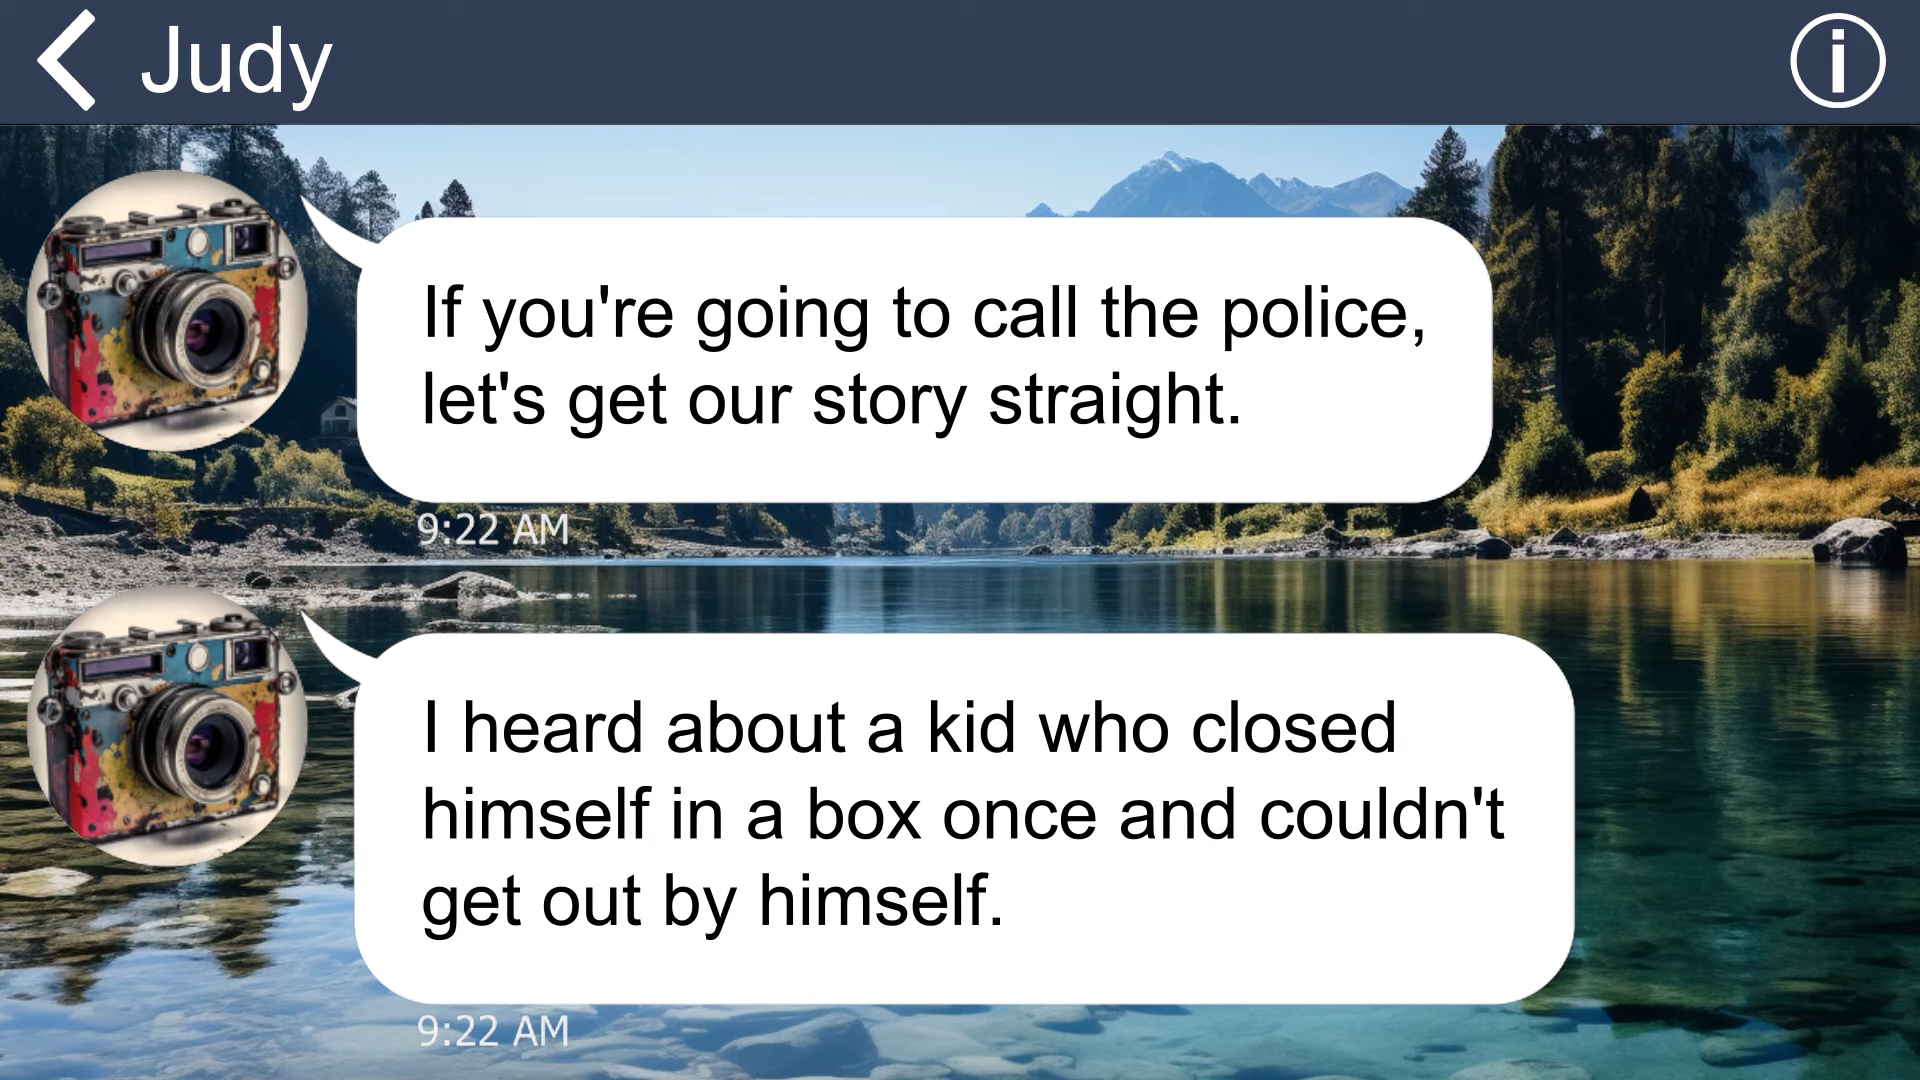 Judy
If you're going to call the police,
let's get our story straight.
9:22 AM
I heard about a kid who closed
himself in a box once and couldn't
get out by himself.
9:22 AM